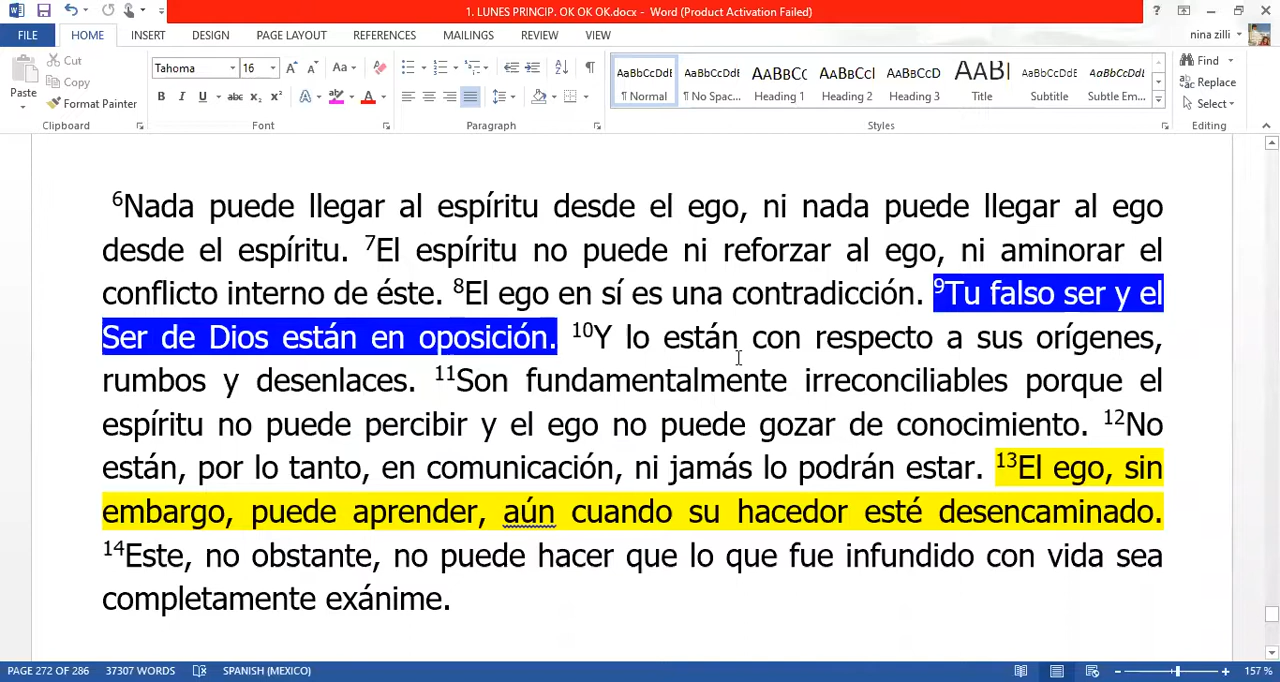 1. LUNES PRINCIP. OK OK OK.docx - Word (Product Activation Failed)
FILE HOME INSERT DESIGN PAGE LAYOUT REFERENCES MAILINGS REVIEW ZILLI VIEW nina zilli
Cut
Copy
Format Painter
Paste
Clipboard
Tahoma 16
Font
Paragraph
AaBbCcDd AaBbCcDd AABBCC AaBbCcC AaBbCcD AABI AaBbCcDd AaBbCcDd
¶ Normal ¶ No Spac... Heading 1 Heading 2 Heading 3 Title Subtitle Subtle Em...
Styles
Find
Replace
Select
Editing
⁶Nada puede llegar al espíritu desde el ego, ni nada puede llegar al ego
desde el espíritu. ⁷El espíritu no puede ni reforzar al ego, ni aminorar el
conflicto interno de éste. ⁸El ego en sí es una contradicción. ⁹Tu falso ser y el
Ser de Dios están en oposición. ¹⁰Y lo están con respecto a sus orígenes,
rumbos y desenlaces. ¹¹Son fundamentalmente irreconciliables porque el
espíritu no puede percibir y el ego no puede gozar de conocimiento. ¹²No
están, por lo tanto, en comunicación, ni jamás lo podrán estar. ¹³El ego, sin
embargo, puede aprender, aún cuando su hacedor esté desencaminado.
¹⁴Este, no obstante, no puede hacer que lo que fue infundido con vida sea
completamente exánime.
PAGE 272 OF 286 37307 WORDS SPANISH (MEXICO) 157 %